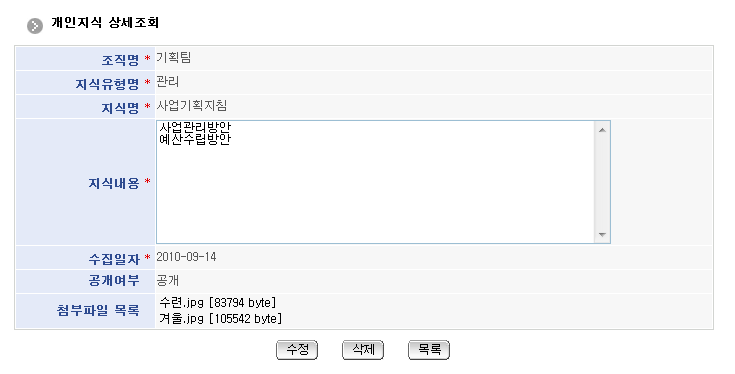 개인지식 상세조회
조직명 * 기획팀
지식유형명 * 관리
지식명 * 사업기획지침
사업관리방안
예산수립방안
지식내용 *
수집일자 * 2010-09-14
공개여부 공개
첨부파일 목록
수련.jpg [83794 byte]
겨울.jpg [105542 byte]
수정 삭제 목록